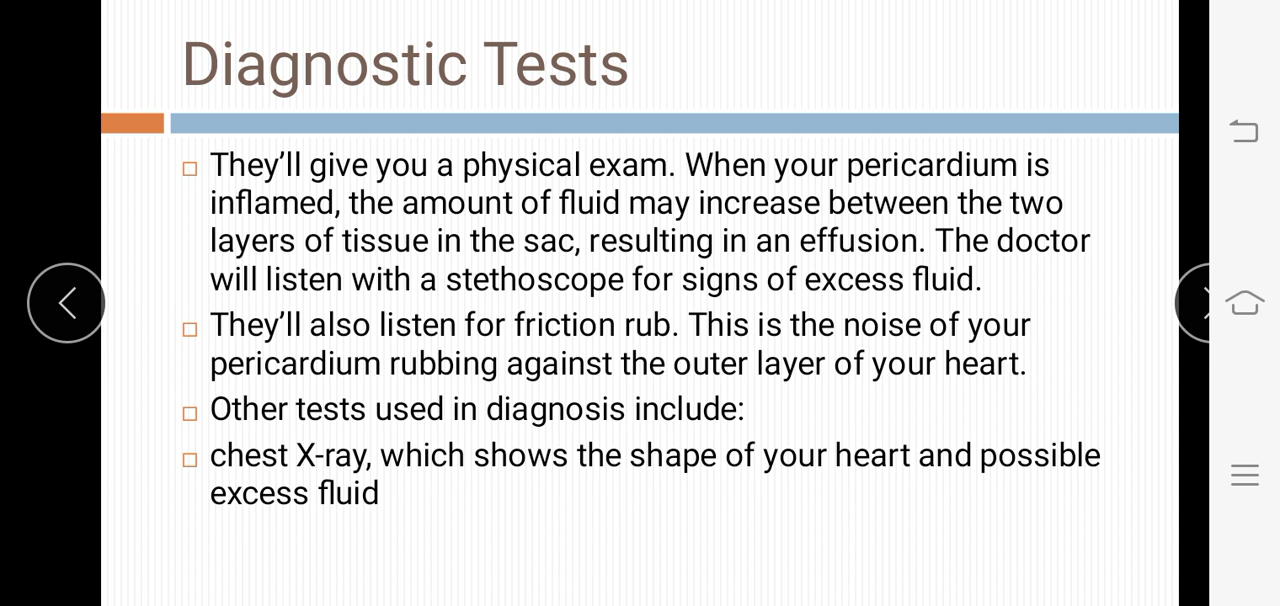 Diagnostic Tests
They’ll give you a physical exam. When your pericardium is
inflamed, the amount of fluid may increase between the two
layers of tissue in the sac, resulting in an effusion. The doctor
will listen with a stethoscope for signs of excess fluid.
They’ll also listen for friction rub. This is the noise of your
pericardium rubbing against the outer layer of your heart.
Other tests used in diagnosis include:
chest X-ray, which shows the shape of your heart and possible
excess fluid